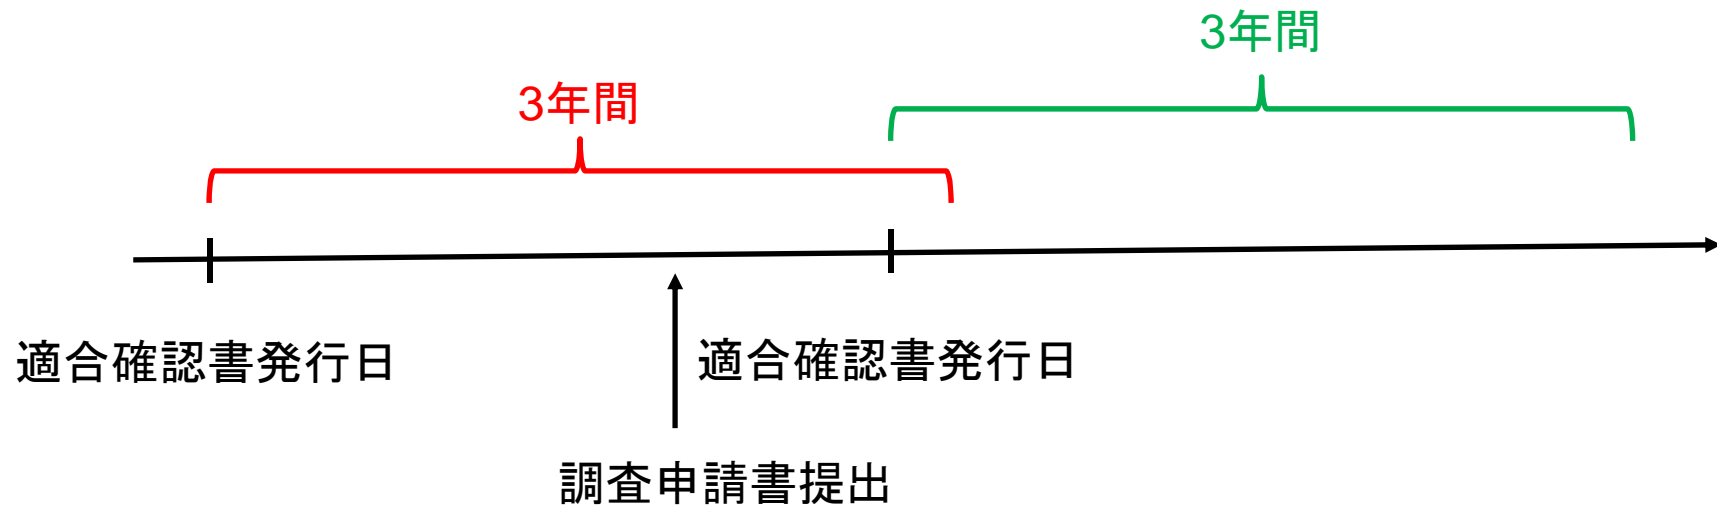 3年間
3年間
適合確認書発行日
適合確認書発行日
調査申請書提出